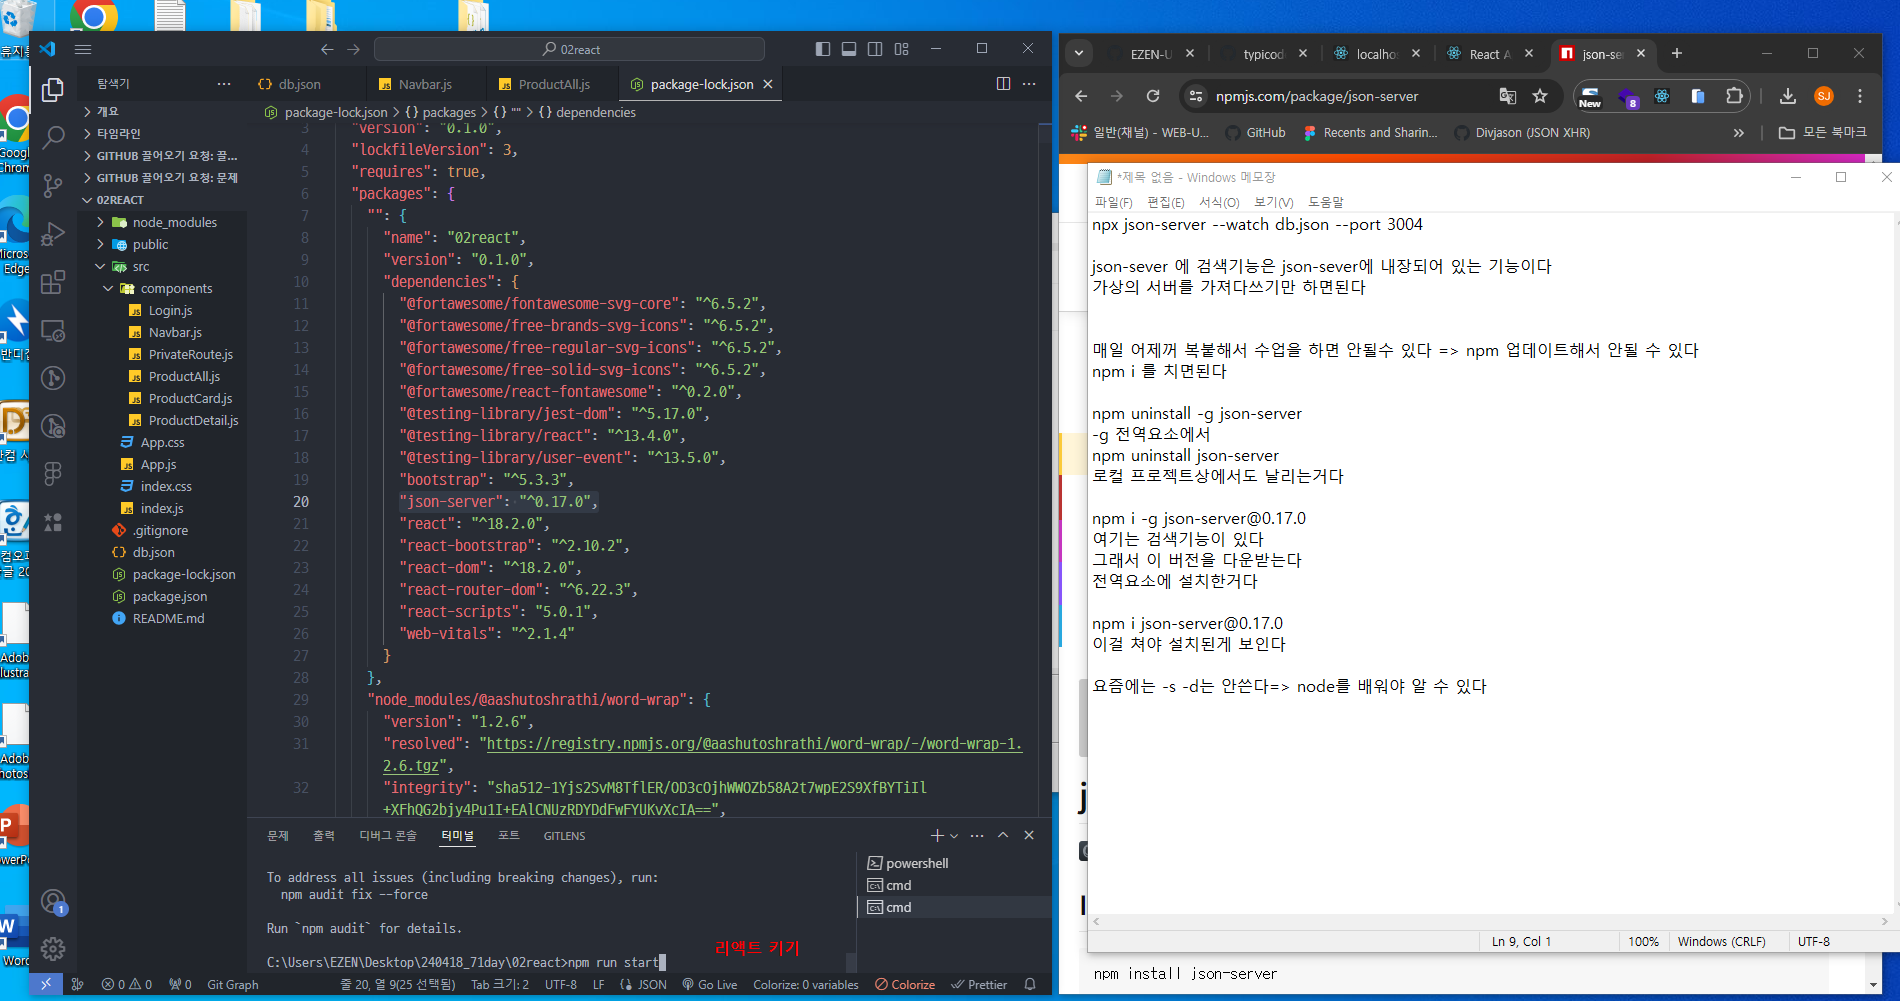 02react
탐색기
개요
타임라인
GITHUB 끌어오기 요청: 끌...
GITHUB 끌어오기 요청: 문제
02REACT
node_modules
public
src
components
Login.js
Navbar.js
PrivateRoute.js
ProductAll.js
ProductCard.js
ProductDetail.js
App.css
App.js
index.css
index.js
.gitignore
db.json
package-lock.json
package.json
README.md
db.json
Navbar.js
ProductAll.js
package-lock.json
package-lock.json > {} packages > {} "" > {} dependencies
3 "version": "0.1.0",
4 "lockfileVersion": 3,
5 "requires": true,
6 "packages": {
7 "": {
8 "name": "02react",
9 "version": "0.1.0",
10 "dependencies": {
11 "@fortawesome/fontawesome-svg-core": "^6.5.2",
12 "@fortawesome/free-brands-svg-icons": "^6.5.2",
13 "@fortawesome/free-regular-svg-icons": "^6.5.2",
14 "@fortawesome/free-solid-svg-icons": "^6.5.2",
15 "@fortawesome/react-fontawesome": "^0.2.0",
16 "@testing-library/jest-dom": "^5.17.0",
17 "@testing-library/react": "^13.4.0",
18 "@testing-library/user-event": "^13.5.0",
19 "bootstrap": "^5.3.3",
20 "json-server": "^0.17.0",
21 "react": "^18.2.0",
22 "react-bootstrap": "^2.10.2",
23 "react-dom": "^18.2.0",
24 "react-router-dom": "^6.22.3",
25 "react-scripts": "5.0.1",
26 "web-vitals": "^2.1.4"
27 }
28 },
29 "node_modules/@aashutoshrathi/word-wrap": {
30 "version": "1.2.6",
31 "resolved": "https://registry.npmjs.org/@aashutoshrathi/word-wrap/-/word-wrap-1.
2.6.tgz",
32 "integrity": "sha512-1Yjs2SvM8TflER/OD3cOjhWWOZb58A2t7wpE2S9XfBYTiIl
+XFhQG2bjy4Pu1I+EAlCNUzRDYDdFwFYUKvXcIA==",
문제 출력 디버그 콘솔 터미널 포트 GITLENS
To address all issues (including breaking changes), run:
npm audit fix --force
Run `npm audit` for details.
C:\Users\EZEN\Desktop\240418_71day\02react>npm run start
리액트 키기
powershell
cmd
cmd
0 0 0 Git Graph 줄 20, 열 9(25 선택됨) Tab 크기: 2 UTF-8 LF JSON Go Live Colorize: 0 variables Colorize Prettier
EZEN-U typicod localho React A json-se
npmjs.com/package/json-server
New 8 SJ
일반(채널) - WEB-U... GitHub Recents and Sharin... Divjason (JSON XHR) » 모든 북마크
*제목 없음 - Windows 메모장
파일(F) 편집(E) 서식(O) 보기(V) 도움말
npx json-server --watch db.json --port 3004
json-sever 에 검색기능은 json-sever에 내장되어 있는 기능이다
가상의 서버를 가져다쓰기만 하면된다
매일 어제꺼 복붙해서 수업을 하면 안될수 있다 => npm 업데이트해서 안될 수 있다
npm i 를 치면된다
npm uninstall -g json-server
-g 전역요소에서
npm uninstall json-server
로컬 프로젝트상에서도 날리는거다
npm i -g json-server@0.17.0
여기는 검색기능이 있다
그래서 이 버전을 다운받는다
전역요소에 설치한거다
npm i json-server@0.17.0
이걸 쳐야 설치된게 보인다
요즘에는 -s -d는 안쓴다=> node를 배워야 알 수 있다
Ln 9, Col 1 100% Windows (CRLF) UTF-8
npm install json-server